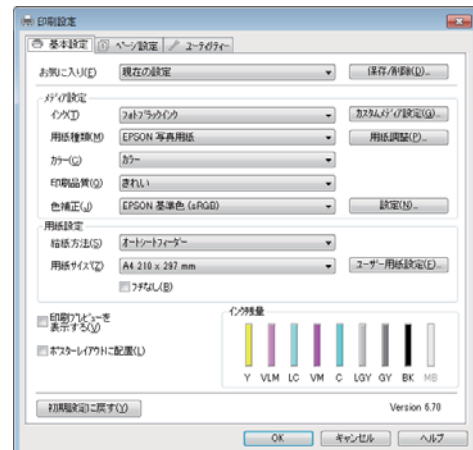 印刷設定
基本設定 ページ設定 ユーティリティー
お気に入り(F) 現在の設定 保存/削除(D)...
メディア設定
インク(T) フォトブラックインク カスタムメディア設定(G)...
用紙種類(M) EPSON 写真用紙 用紙調整(P)...
カラー(C) カラー
印刷品質(Q) きれい
色補正(J) EPSON 基準色 (sRGB) 設定(N)...
用紙設定
給紙方法(S) オートシートフィーダー
用紙サイズ(Z) A4 210 x 297 mm ユーザー用紙設定(E)...
フチなし(B)
印刷プレビューを
表示する(V)
ポスターレイアウトに配置(L)
インク残量
Y VLM LC VM C LGY GY BK MB
初期設定に戻す(Y) Version 6.70
OK キャンセル ヘルプ